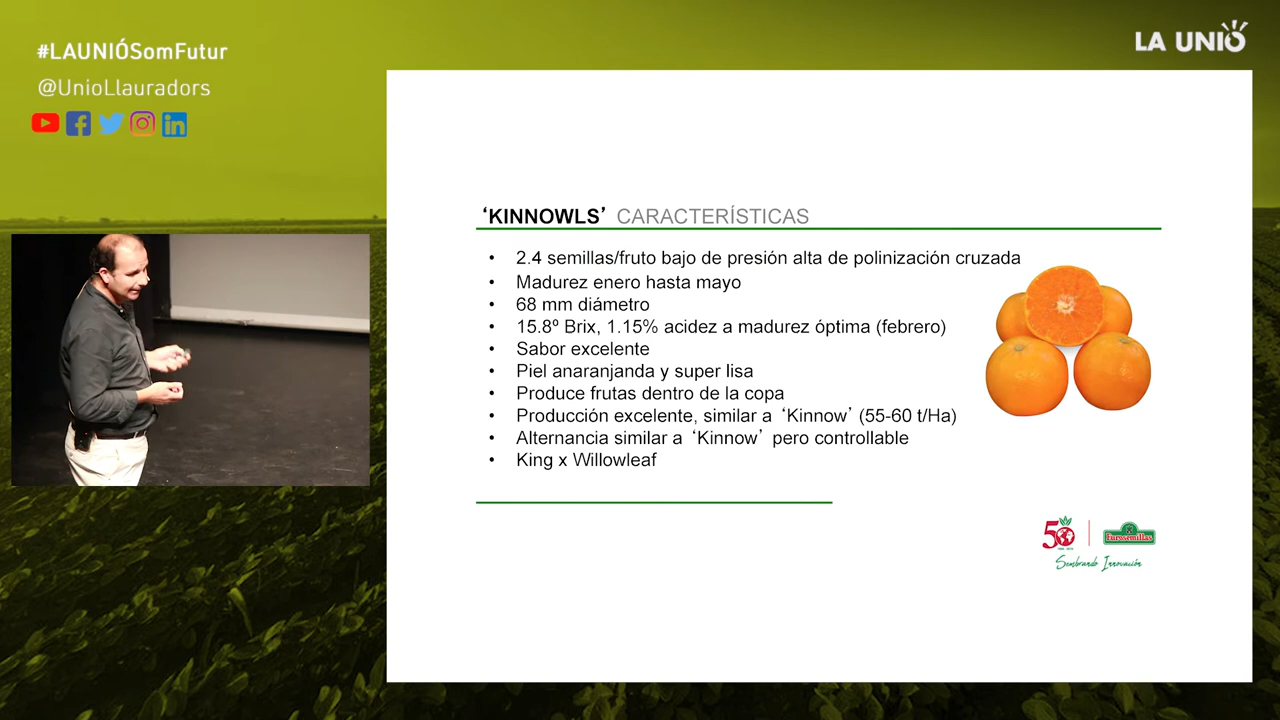 #LAUNIÓSomFutur
@UnioLlauradors
LA UNIÓ
‘KINNOWLS’ CARACTERÍSTICAS
• 2.4 semillas/fruto bajo de presión alta de polinización cruzada
• Madurez enero hasta mayo
• 68 mm diámetro
• 15.8º Brix, 1.15% acidez a madurez óptima (febrero)
• Sabor excelente
• Piel anaranjanda y super lisa
• Produce frutas dentro de la copa
• Producción excelente, similar a ‘Kinnow’ (55-60 t/Ha)
• Alternancia similar a ‘Kinnow’ pero controllable
• King x Willowleaf
50
Eurosemillas
Sembrando Innovación